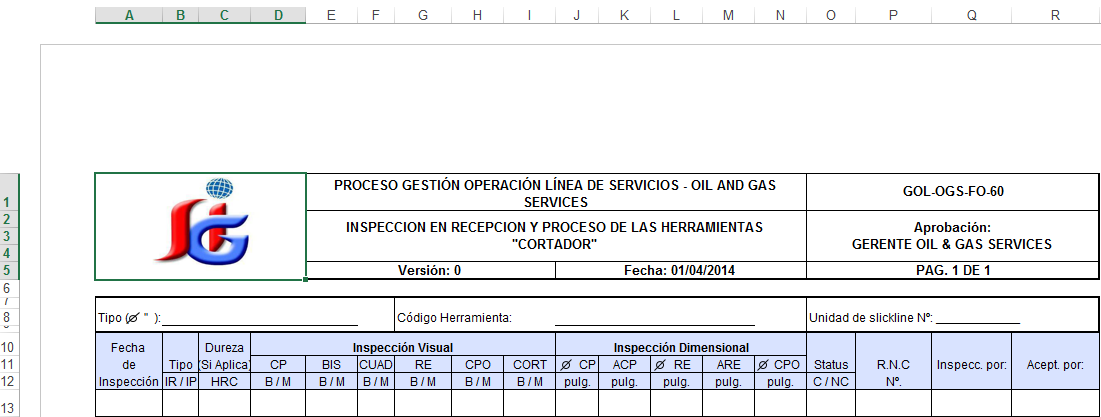 A B C D E F G H I J K L M N O P Q R
1
2
3
4
5
6
7
8
9
10
11
12
13
SIG
PROCESO GESTIÓN OPERACIÓN LÍNEA DE SERVICIOS - OIL AND GAS
SERVICES
GOL-OGS-FO-60
INSPECCION EN RECEPCION Y PROCESO DE LAS HERRAMIENTAS
"CORTADOR"
Aprobación:
GERENTE OIL & GAS SERVICES
Versión: 0
Fecha: 01/04/2014
PAG. 1 DE 1
Tipo (⌀ " ):
Código Herramienta:
Unidad de slickline Nº:
Fecha
de
Inspección
Tipo
IR / IP
Dureza
(Si Aplica)
HRC
Inspección Visual
CP BIS CUAD RE CPO CORT
B / M B / M B / M B / M B / M B / M
Inspección Dimensional
⌀ CP ACP ⌀ RE ARE ⌀ CPO
pulg. pulg. pulg. pulg. pulg.
Status
C / NC
R.N.C
Nº.
Inspecc. por:
Acept. por: